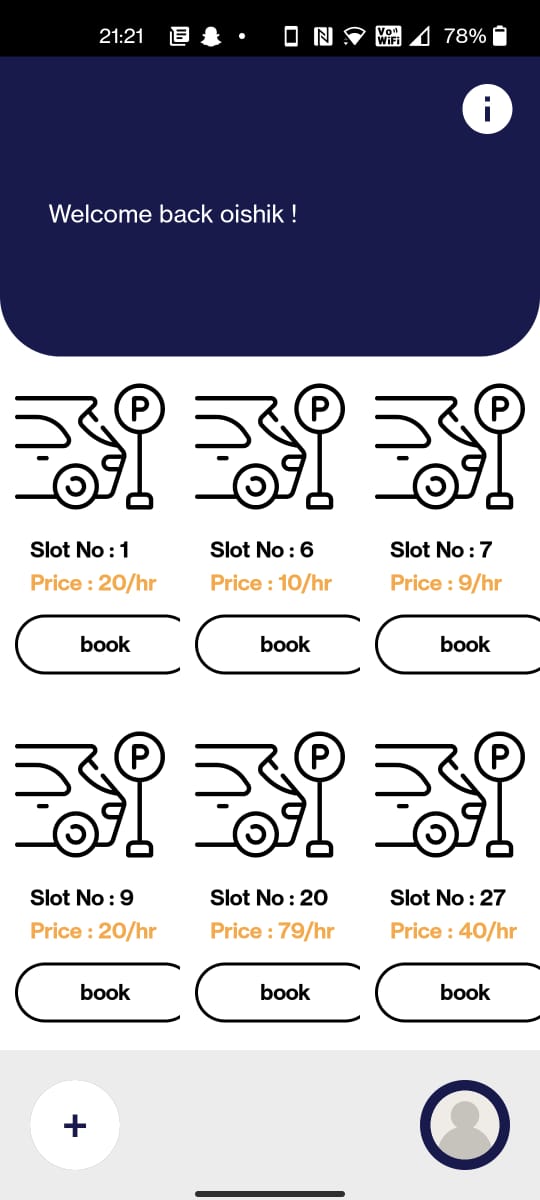 21:21 Vo)) WiFi 78%
i
Welcome back oishik !
P P P
Slot No : 1 Slot No : 6 Slot No : 7
Price : 20/hr Price : 10/hr Price : 9/hr
book book book
P P P
Slot No : 9 Slot No : 20 Slot No : 27
Price : 20/hr Price : 79/hr Price : 40/hr
book book book
+